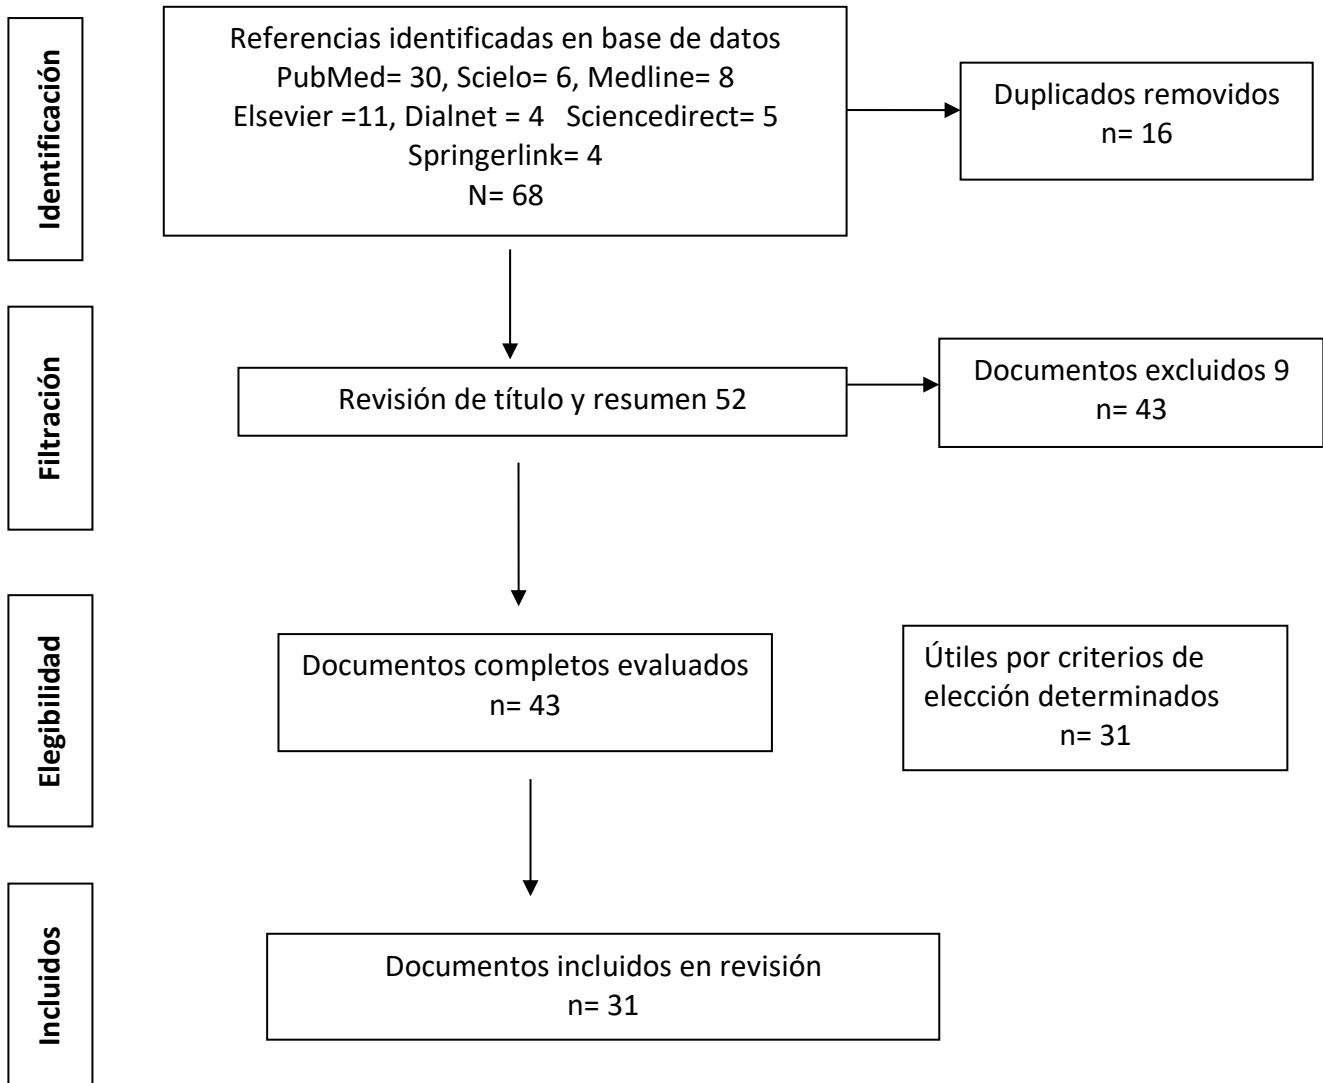 Identificación
Referencias identificadas en base de datos
PubMed= 30, Scielo= 6, Medline= 8
Elsevier =11, Dialnet = 4   Sciencedirect= 5
Springerlink= 4
N= 68
Duplicados removidos
n= 16
Filtración
Revisión de título y resumen 52
Documentos excluidos 9
n= 43
Elegibilidad
Documentos completos evaluados
n= 43
Útiles por criterios de
elección determinados
n= 31
Incluidos
Documentos incluidos en revisión
n= 31